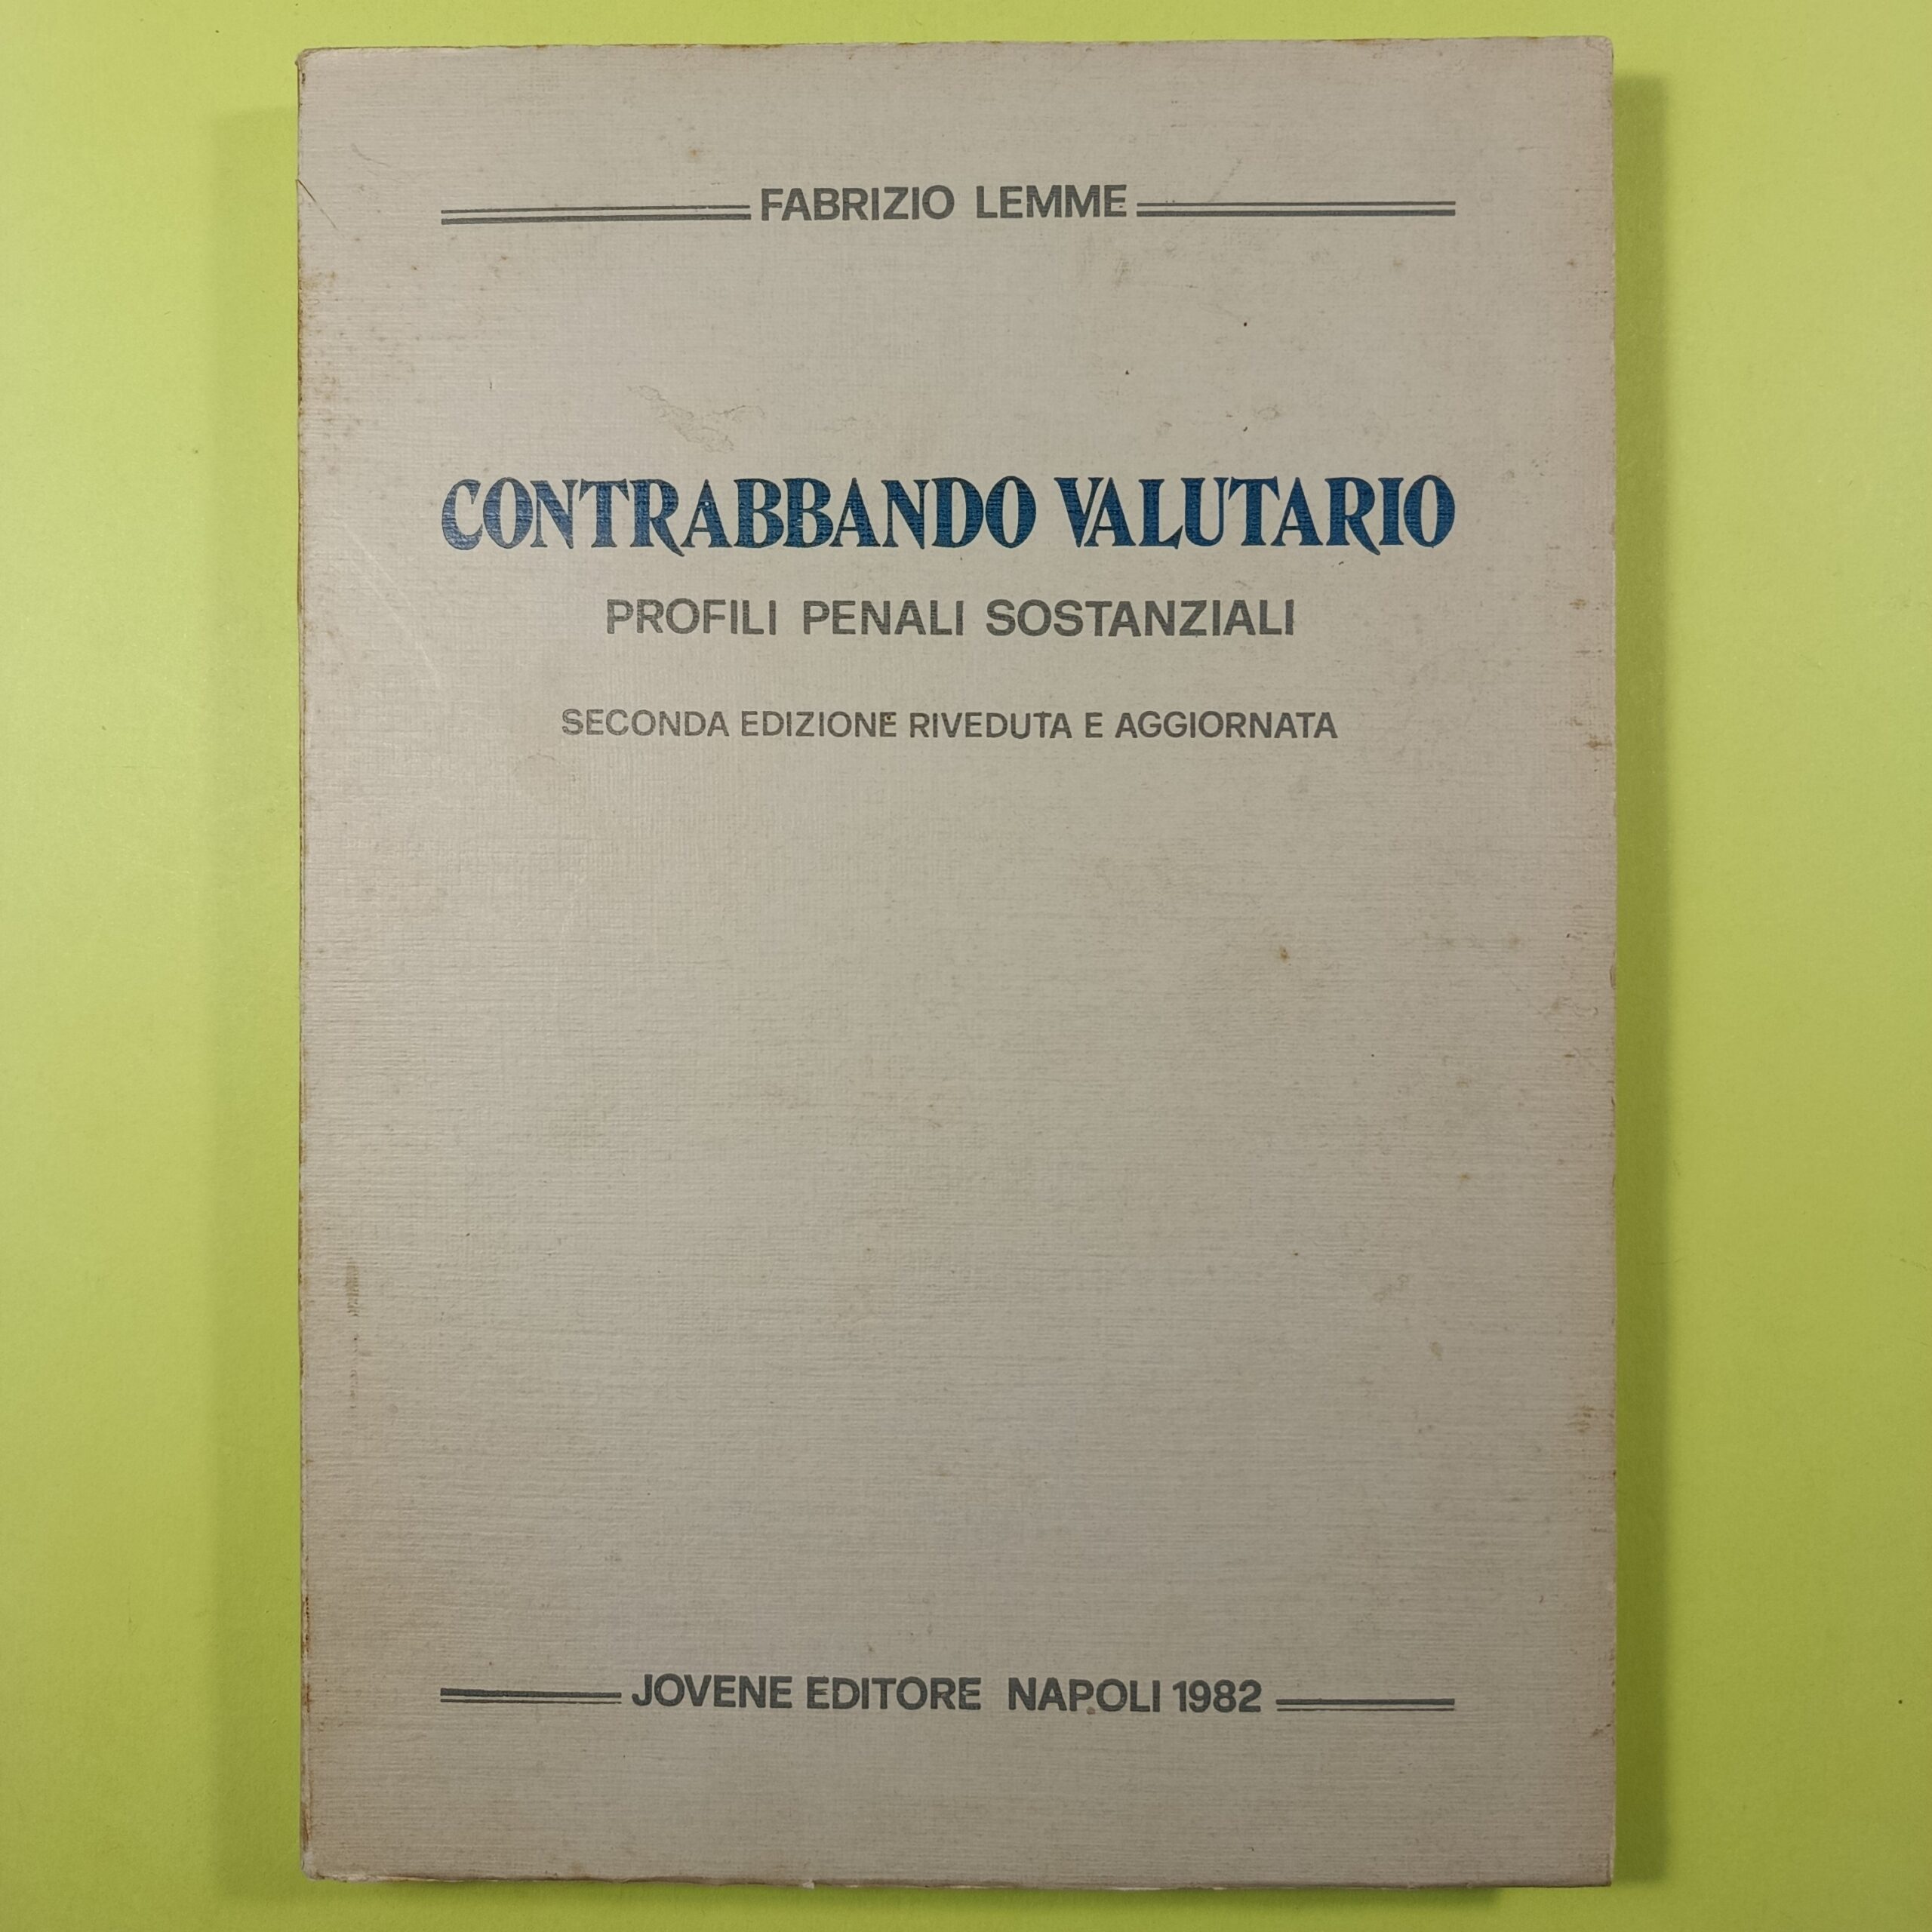 FABRIZIO LEMME
CONTRABBANDO VALUTARIO
PROFILI PENALI SOSTANZIALI
SECONDA EDIZIONE RIVEDUTA E AGGIORNATA
JOVENE EDITORE NAPOLI 1982